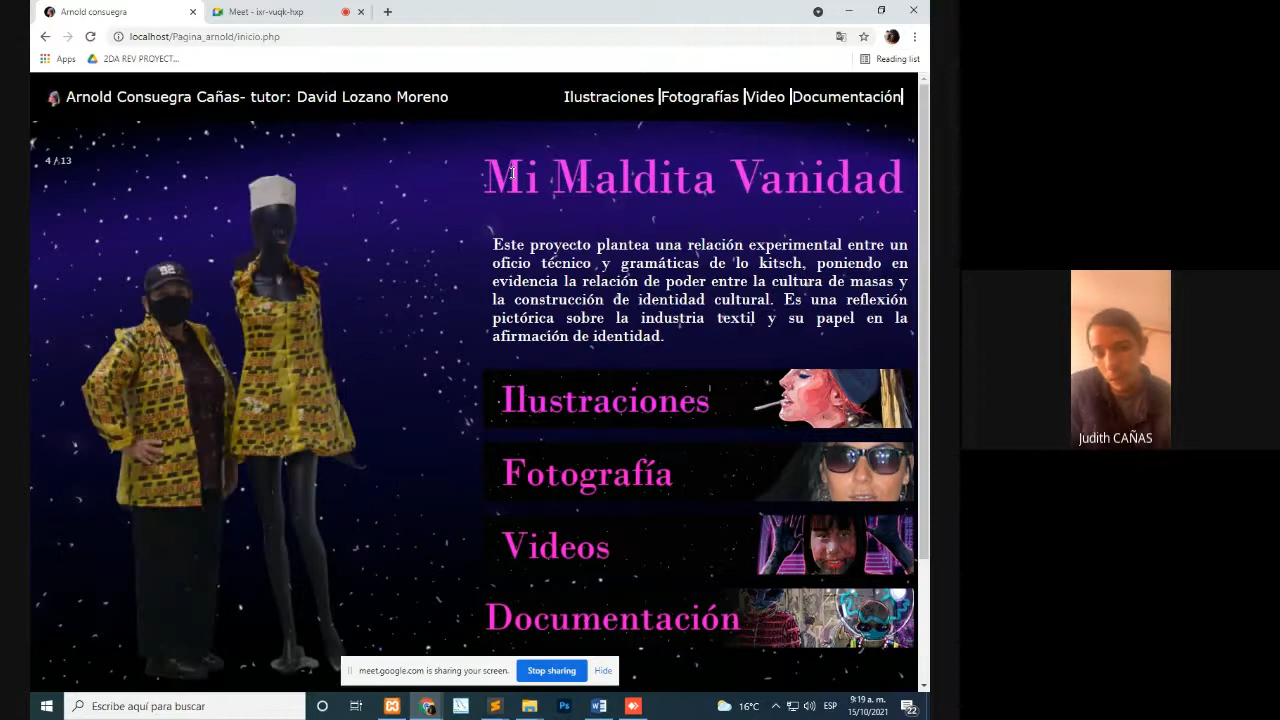 Arnold consuegra
Meet - ixr-vuqk-hxp
localhost/Pagina_arnold/inicio.php
Apps
2DA REV PROYECT...
Reading list
Arnold Consuegra Cañas- tutor: David Lozano Moreno
Ilustraciones |Fotografías |Video |Documentación|
4 / 13
Mi Maldita Vanidad
Este proyecto plantea una relación experimental entre un
oficio técnico y gramáticas de lo kitsch, poniendo en
evidencia la relación de poder entre la cultura de masas y
la construcción de identidad cultural. Es una reflexión
pictórica sobre la industria textil y su papel en la
afirmación de identidad.
Ilustraciones
Fotografía
Videos
Documentación
Judith CAÑAS
meet.google.com is sharing your screen.
Stop sharing
Hide
Escribe aquí para buscar
Ps
16°C
ESP
9:19 a. m.
15/10/2021
22